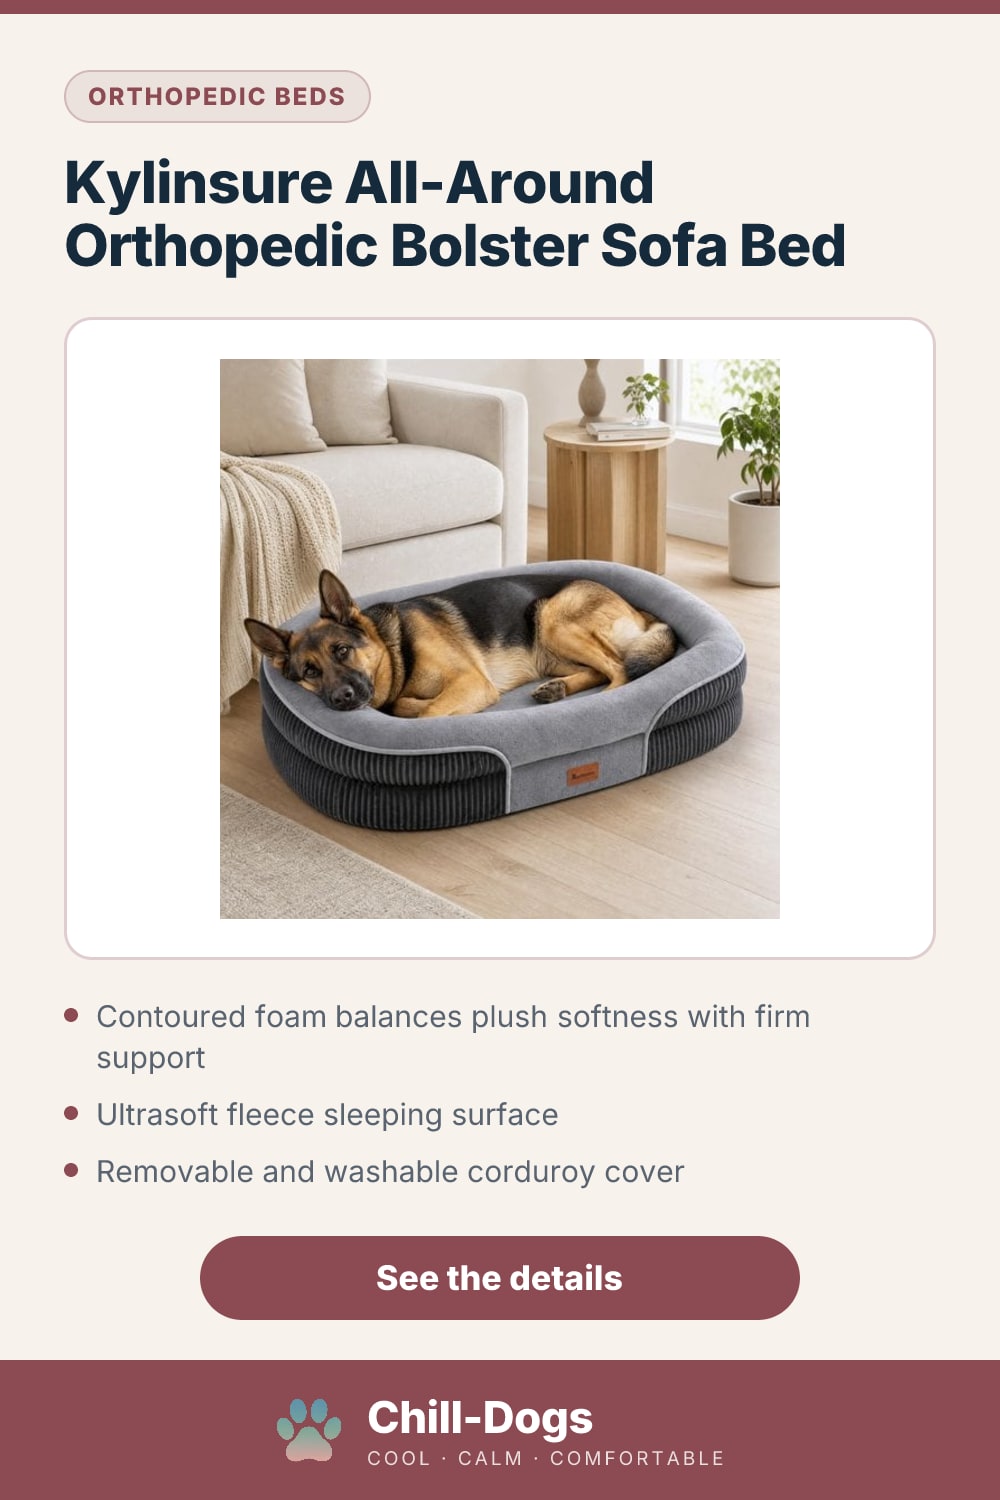 ORTHOPEDIC BEDS
Kylinsure All-Around
Orthopedic Bolster Sofa Bed
Contoured foam balances plush softness with firm
support
Ultrasoft fleece sleeping surface
Removable and washable corduroy cover
See the details
Chill-Dogs
COOL · CALM · COMFORTABLE